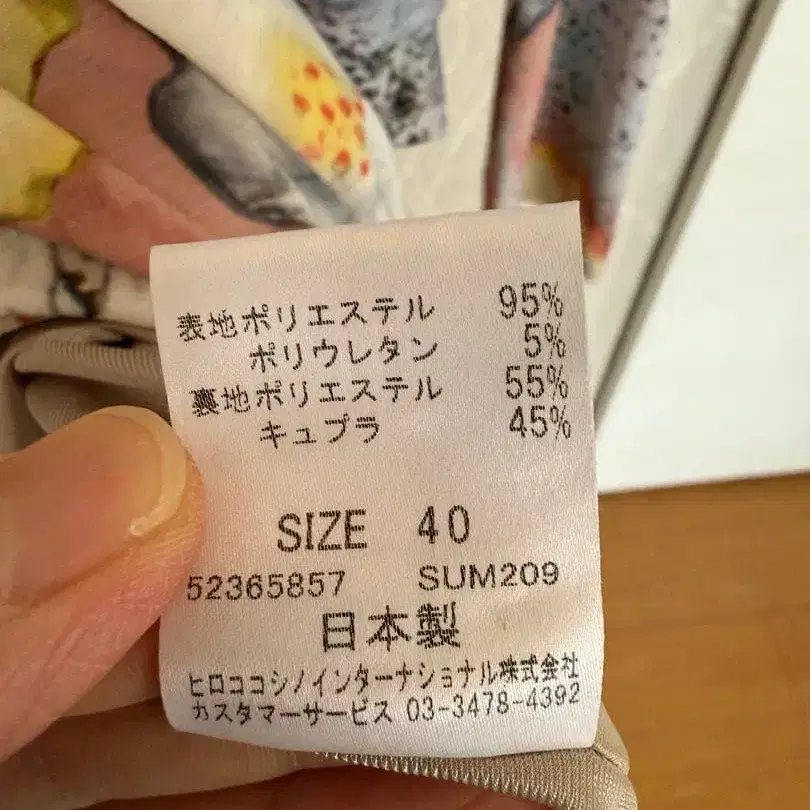 表地ポリエステル 95%
ポリウレタン 5%
裏地ポリエステル 55%
キュプラ 45%
SIZE 40
52365857 SUM209
日本製
ヒロココシノインターナショナル株式会社
カスタマーサービス 03-3478-4392